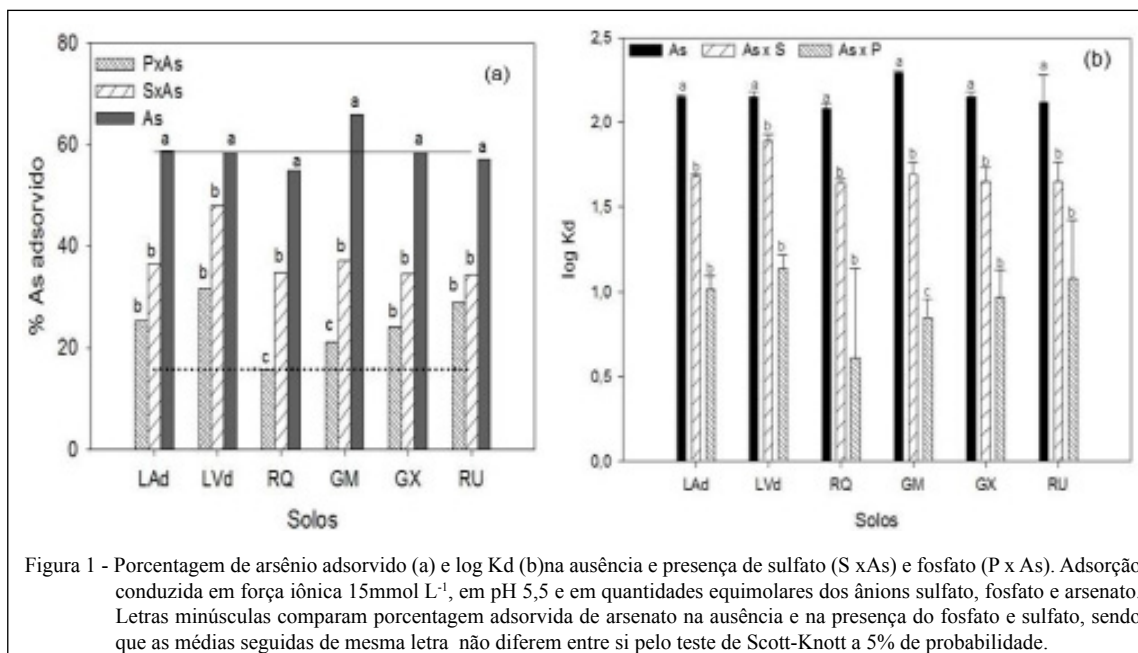 80
60
40
20
0
% As adsorvido
PxAs
SxAs
As
(a)
b b a
b b a
c b a
c b a
b b a
b b a
LAd LVd RQ GM GX RU
Solos
2,5
2,0
1,5
1,0
0,5
0,0
log Kd
As As x S As x P
(b)
a b b
a b b
a b b
a b c
a b b
a b b
LAd LVd RQ GM GX RU
Solos
Figura 1 - Porcentagem de arsênio adsorvido (a) e log Kd (b)na ausência e presença de sulfato (S xAs) e fosfato (P x As). Adsorção
conduzida em força iônica 15mmol L-1, em pH 5,5 e em quantidades equimolares dos ânions sulfato, fosfato e arsenato.
Letras minúsculas comparam porcentagem adsorvida de arsenato na ausência e na presença do fosfato e sulfato, sendo
que as médias seguidas de mesma letra não diferem entre si pelo teste de Scott-Knott a 5% de probabilidade.